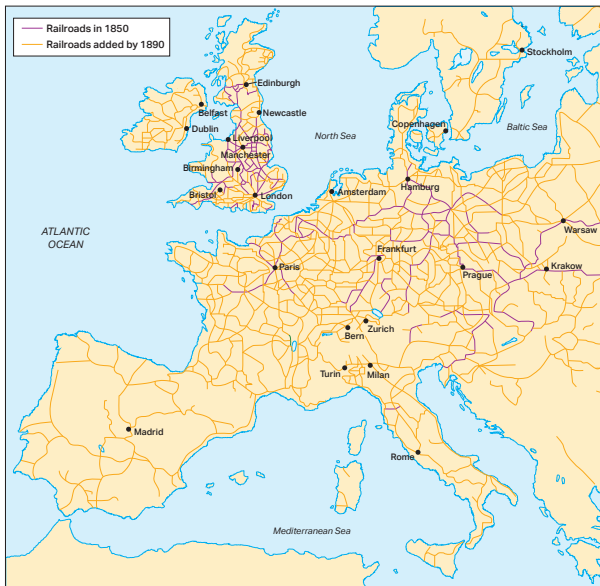 Railroads in 1850
Railroads added by 1890
Stockholm
Edinburgh
Belfast
Newcastle
Copenhagen
North Sea
Baltic Sea
Dublin
Liverpool
Manchester
Birmingham
Hamburg
Bristol
London
Amsterdam
ATLANTIC
OCEAN
Warsaw
Frankfurt
Paris
Prague
Krakow
Zurich
Bern
Turin
Milan
Madrid
Rome
Mediterranean Sea